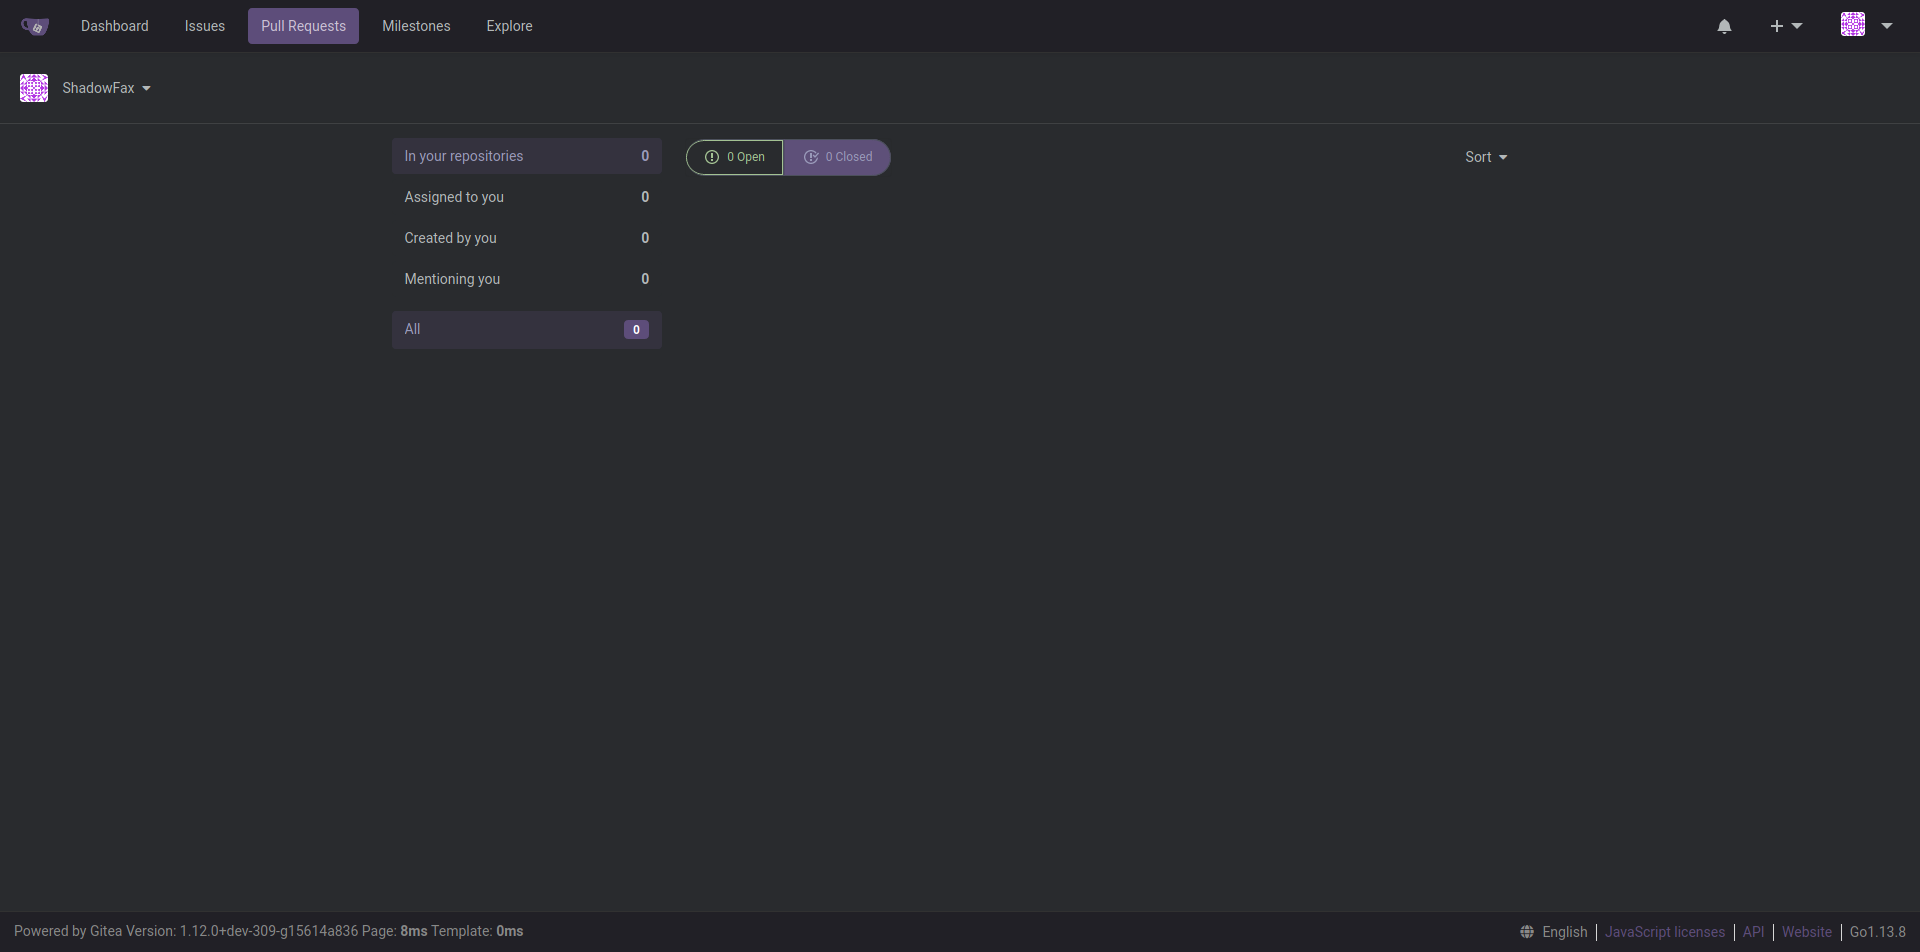 Dashboard Issues Pull Requests Milestones Explore
ShadowFax
In your repositories 0
Assigned to you 0
Created by you 0
Mentioning you 0
All 0
0 Open 0 Closed
Sort
Powered by Gitea Version: 1.12.0+dev-309-g15614a836 Page: 8ms Template: 0ms
English JavaScript licenses API Website Go1.13.8